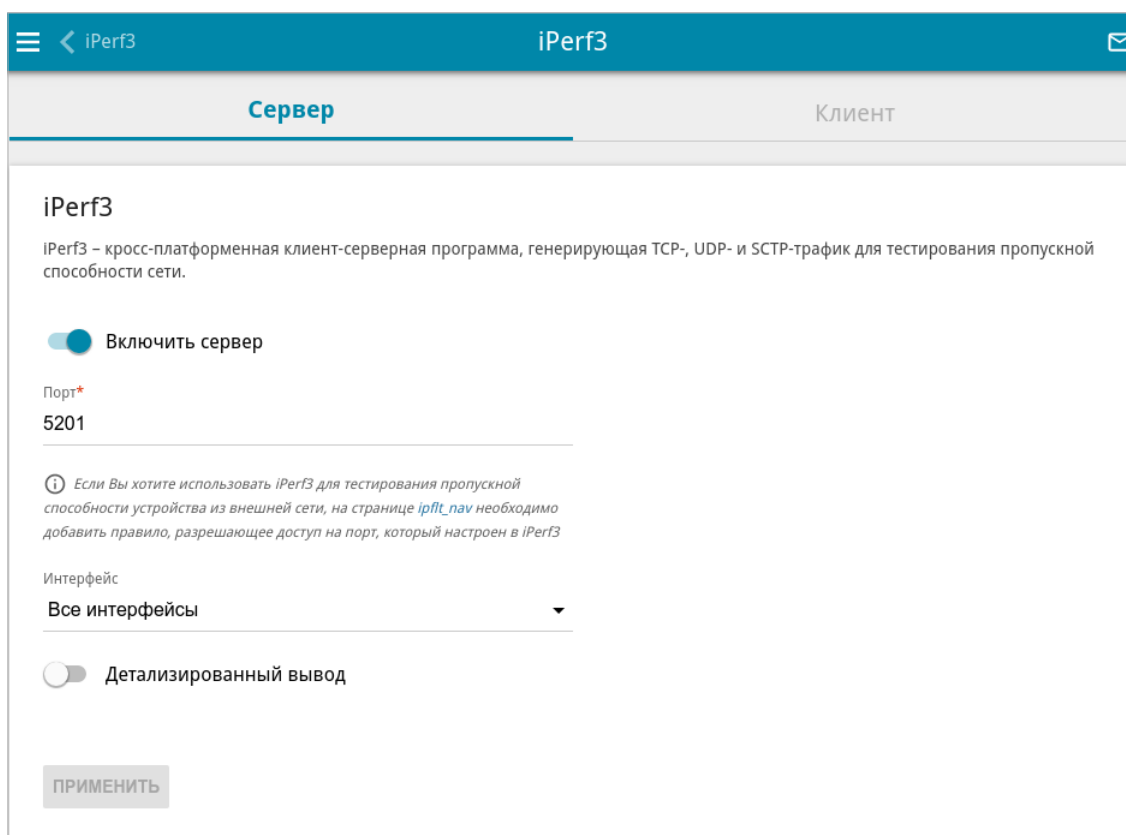 iPerf3
iPerf3
Сервер
Клиент
iPerf3
iPerf3 – кросс-платформенная клиент-серверная программа, генерирующая TCP-, UDP- и SCTP-трафик для тестирования пропускной
способности сети.
Включить сервер
Порт*
5201
Если Вы хотите использовать iPerf3 для тестирования пропускной
способности устройства из внешней сети, на странице ipflt_nav необходимо
добавить правило, разрешающее доступ на порт, который настроен в iPerf3
Интерфейс
Все интерфейсы
Детализированный вывод
ПРИМЕНИТЬ